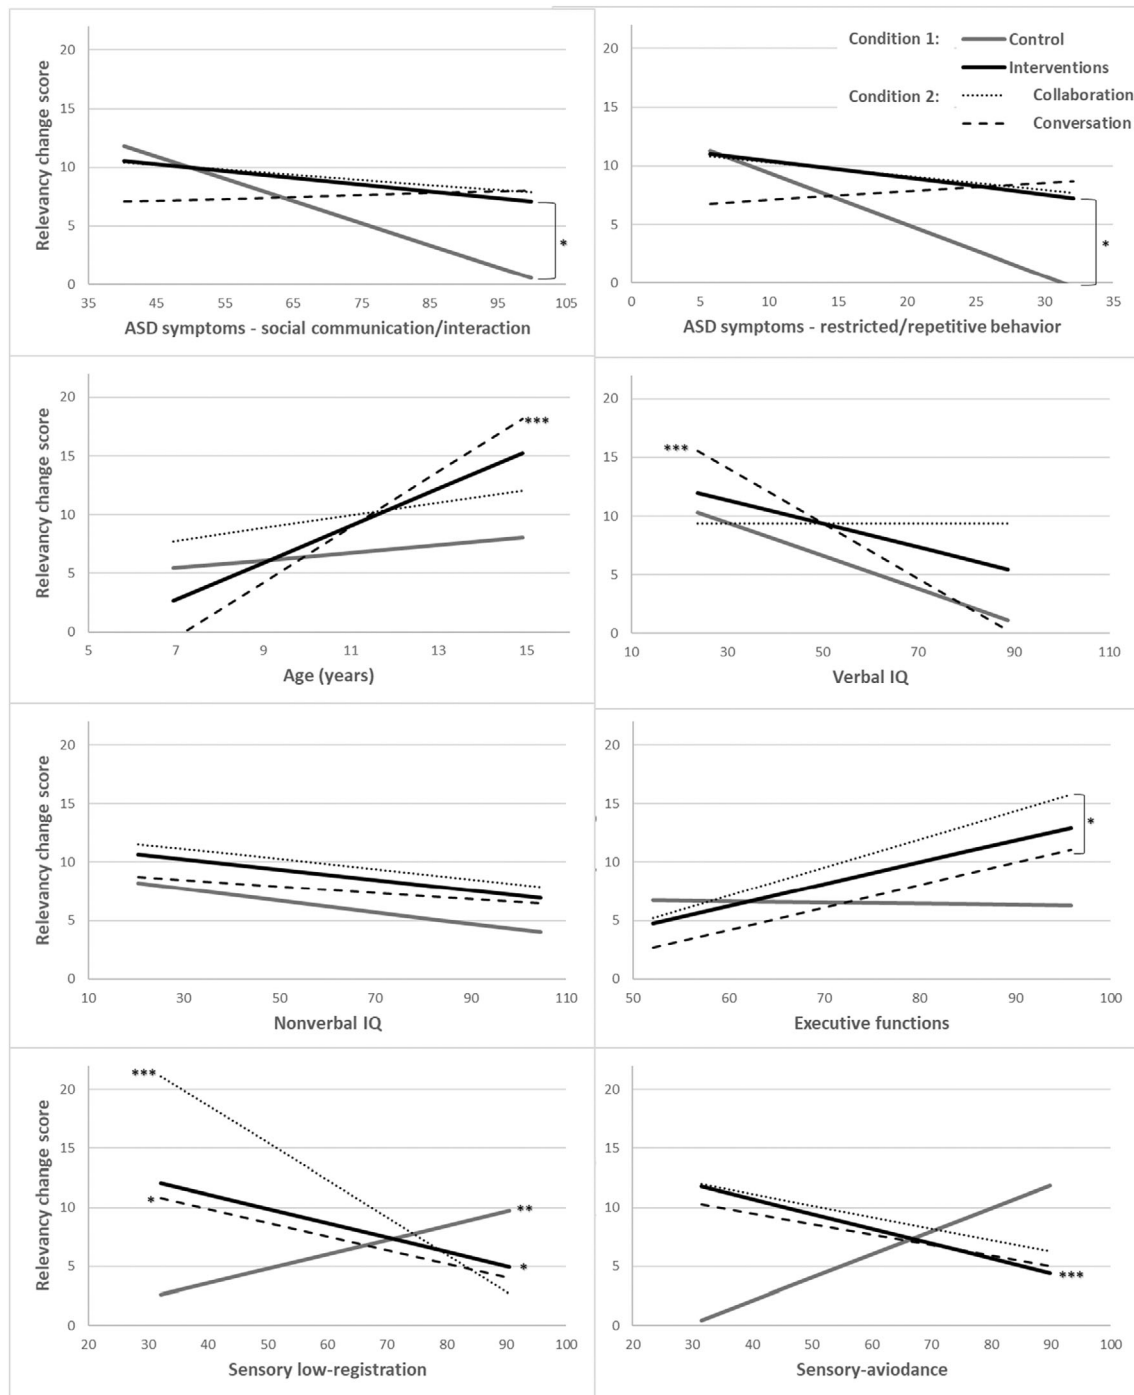 20
15
10
5
0
Relevancy change score
35 45 55 65 75 85 95 105
*
ASD symptoms - social communication/interaction
Condition 1: Control
Interventions
Condition 2: Collaboration
Conversation
20
15
10
5
0
0 5 10 15 20 25 30 35
*
ASD symptoms - restricted/repetitive behavior
20
15
10
5
0
Relevancy change score
***
5 7 9 11 13 15
Age (years)
20
15
10
5
0
***
10 30 50 70 90 110
Verbal IQ
20
15
10
5
0
Relevancy change score
10 30 50 70 90 110
Nonverbal IQ
20
15
10
5
0
*
50 60 70 80 90 100
Executive functions
20
15
10
5
0
Relevancy change score
***
*
**
*
20 30 40 50 60 70 80 90 100
Sensory low-registration
20
15
10
5
0
***
20 30 40 50 60 70 80 90 100
Sensory-aviodance